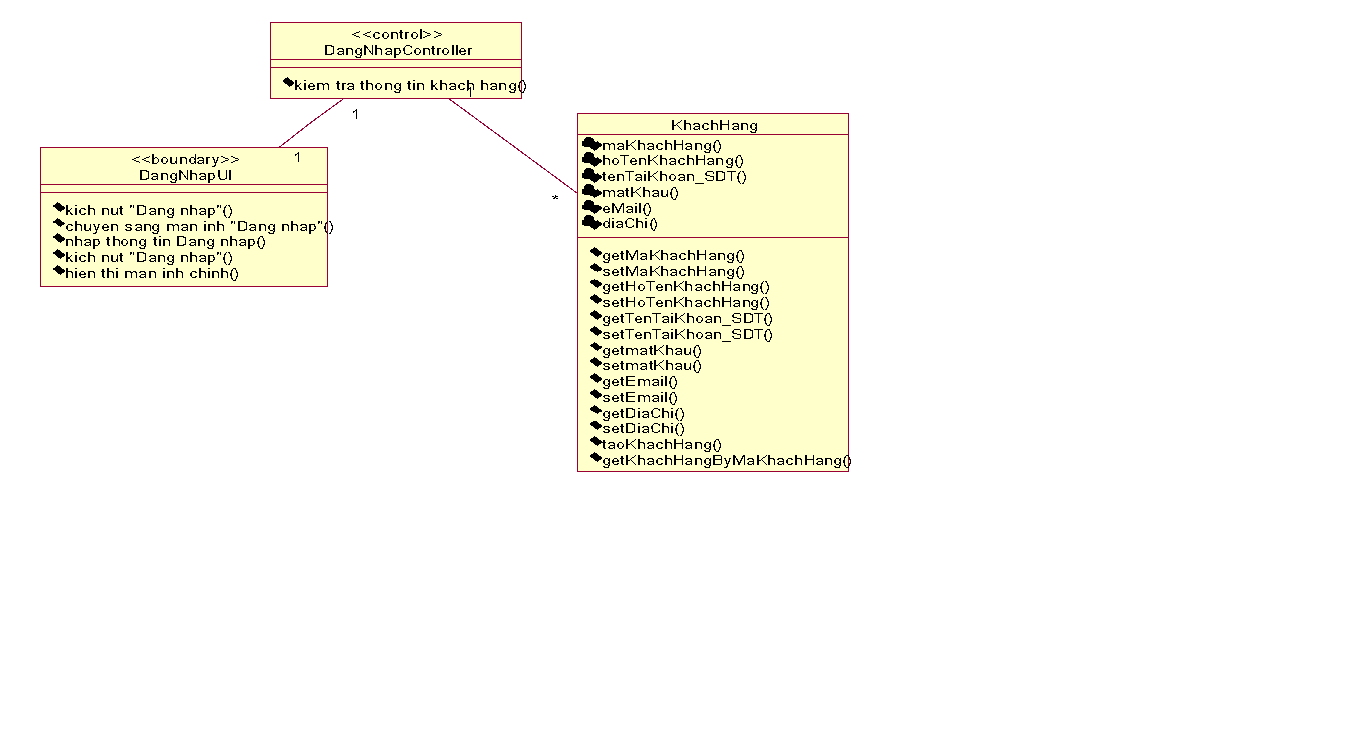 <<control>>
DangNhapController
kiem tra thong tin khach hang()
1
1
1
*
<<boundary>>
DangNhapUI
kich nut "Dang nhap"()
chuyen sang man inh "Dang nhap"()
nhap thong tin Dang nhap()
kich nut "Dang nhap"()
hien thi man inh chinh()
KhachHang
maKhachHang()
hoTenKhachHang()
tenTaiKhoan_SDT()
matKhau()
eMail()
diaChi()
getMaKhachHang()
setMaKhachHang()
getHoTenKhachHang()
setHoTenKhachHang()
getTenTaiKhoan_SDT()
setTenTaiKhoan_SDT()
getmatKhau()
setmatKhau()
getEmail()
setEmail()
getDiaChi()
setDiaChi()
taoKhachHang()
getKhachHangByMaKhachHang()